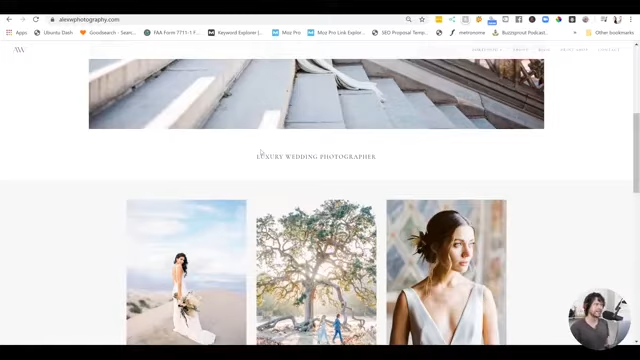 alexwphotography.com
Apps
Ubuntu Dash
Goodsearch - Sear...
FAA Form 7711-1 R...
Keyword Explorer |...
Moz Pro
Moz Pro Link Explor...
SEO Proposal Temp...
metronome
Buzzsprout Podcast...
»
Other bookmarks
LUXURY WEDDING PHOTOGRAPHER